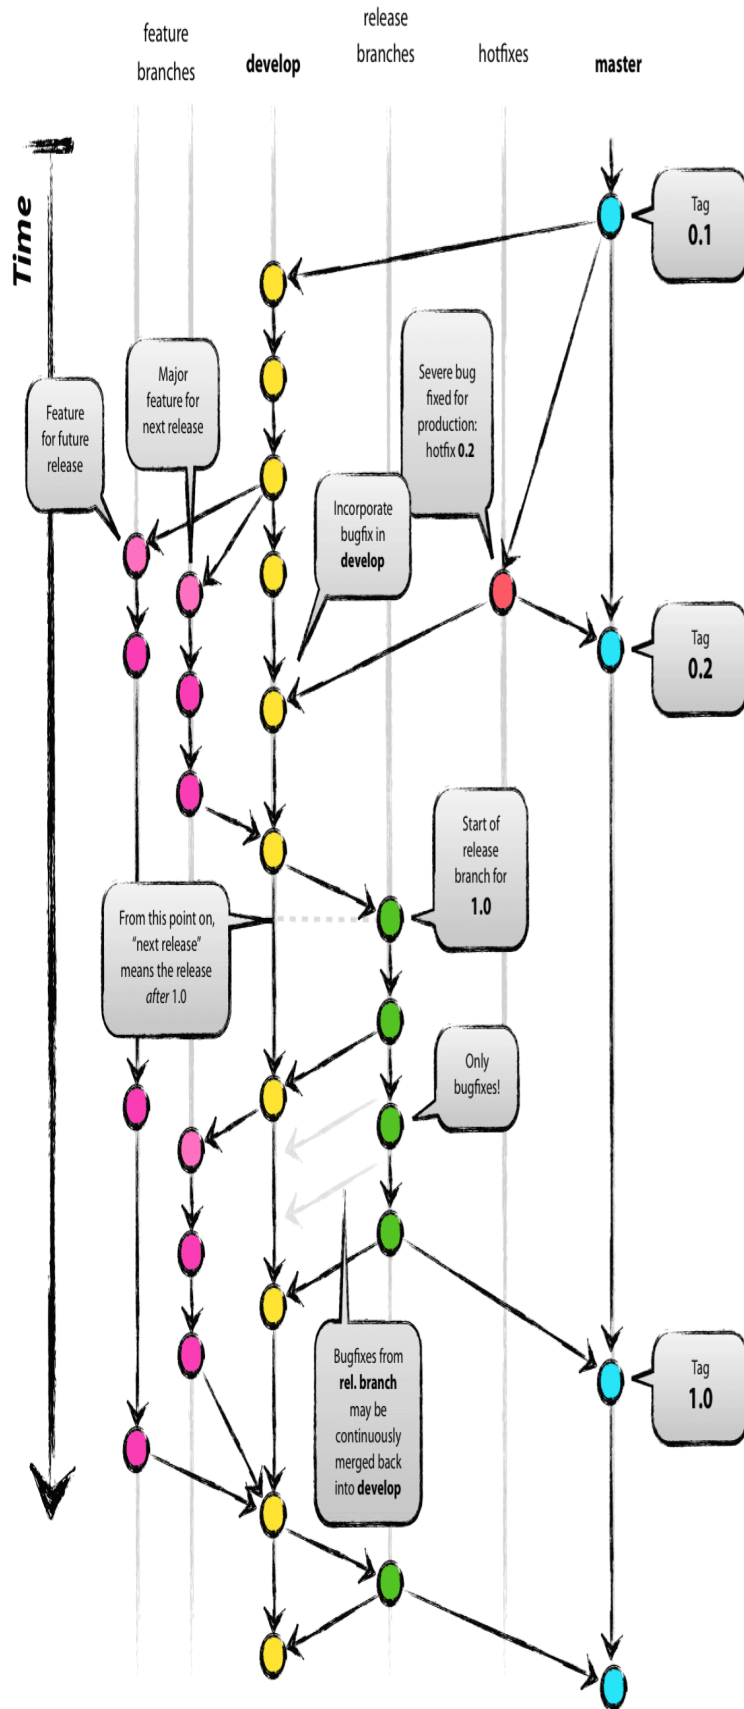 feature
branches
develop
release
branches
hotfixes
master
Time
Tag
0.1
Major
feature for
next release
Severe bug
fixed for
production:
hotfix 0.2
Feature
for future
release
Incorporate
bugfix in
develop
Tag
0.2
Start of
release
branch for
1.0
From this point on,
“next release”
means the release
after 1.0
Only
bugfixes!
Bugfixes from
rel. branch
may be
continuously
merged back
into develop
Tag
1.0